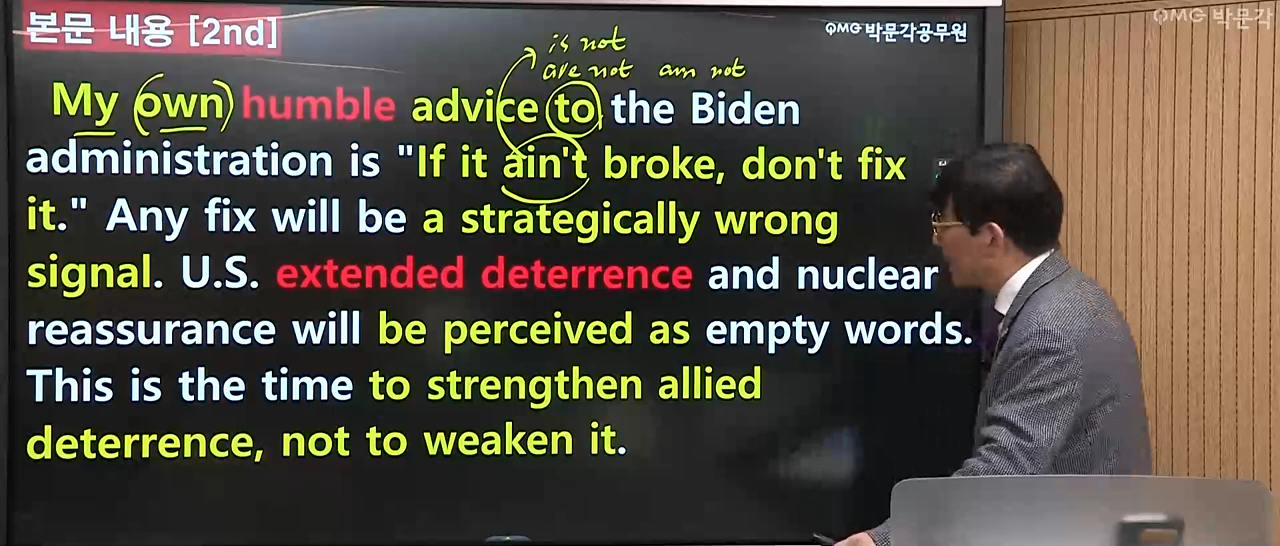 본문 내용 [2nd]
QMG 박문각공무원
QMG 박문각
is not
are not am not
My own humble advice to the Biden
administration is "If it ain't broke, don't fix
it." Any fix will be a strategically wrong
signal. U.S. extended deterrence and nuclear
reassurance will be perceived as empty words.
This is the time to strengthen allied
deterrence, not to weaken it.